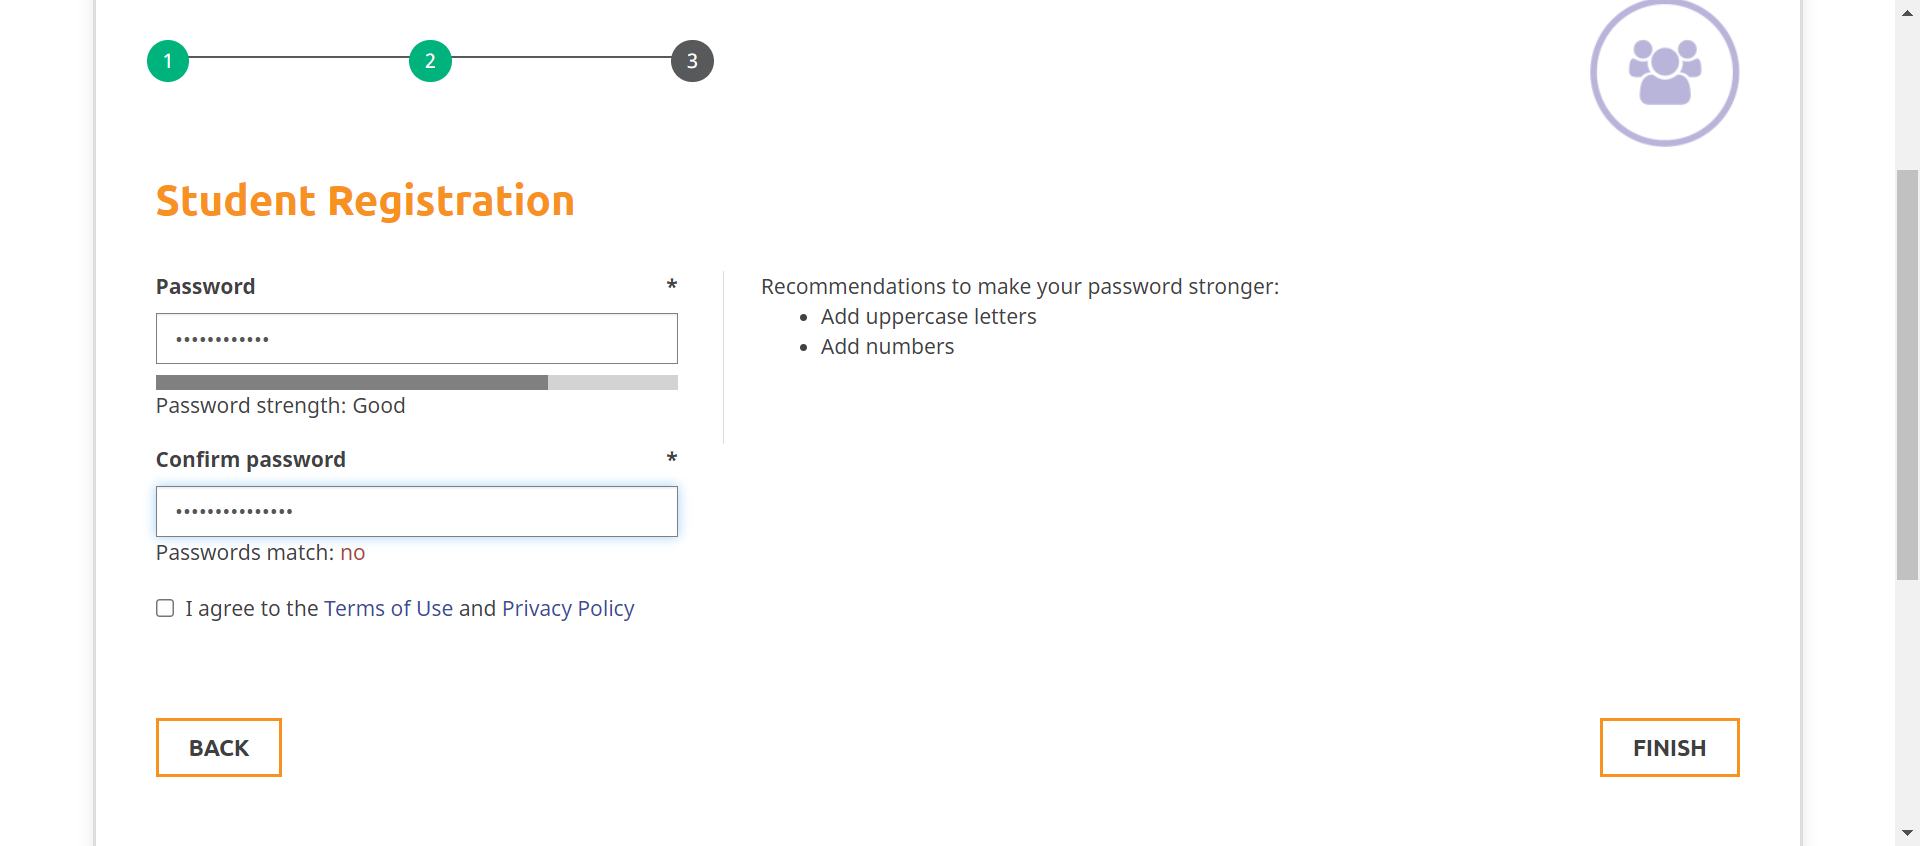 1 2 3
Student Registration
Password *
••••••••••••
Password strength: Good
Recommendations to make your password stronger:
• Add uppercase letters
• Add numbers
Confirm password *
•••••••••••••••
Passwords match: no
I agree to the Terms of Use and Privacy Policy
BACK
FINISH